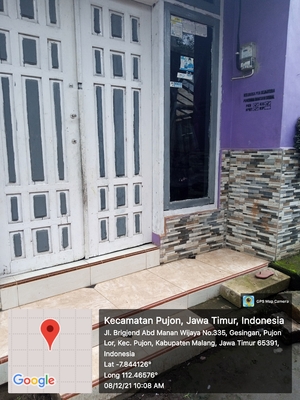 GPS Map Camera
Kecamatan Pujon, Jawa Timur, Indonesia
Jl. Brigjend Abd Manan Wijaya No.335, Gesingan, Pujon
Lor, Kec. Pujon, Kabupaten Malang, Jawa Timur 65391,
Indonesia
Lat -7.844126°
Long 112.46576°
08/12/21 10:08 AM
Google